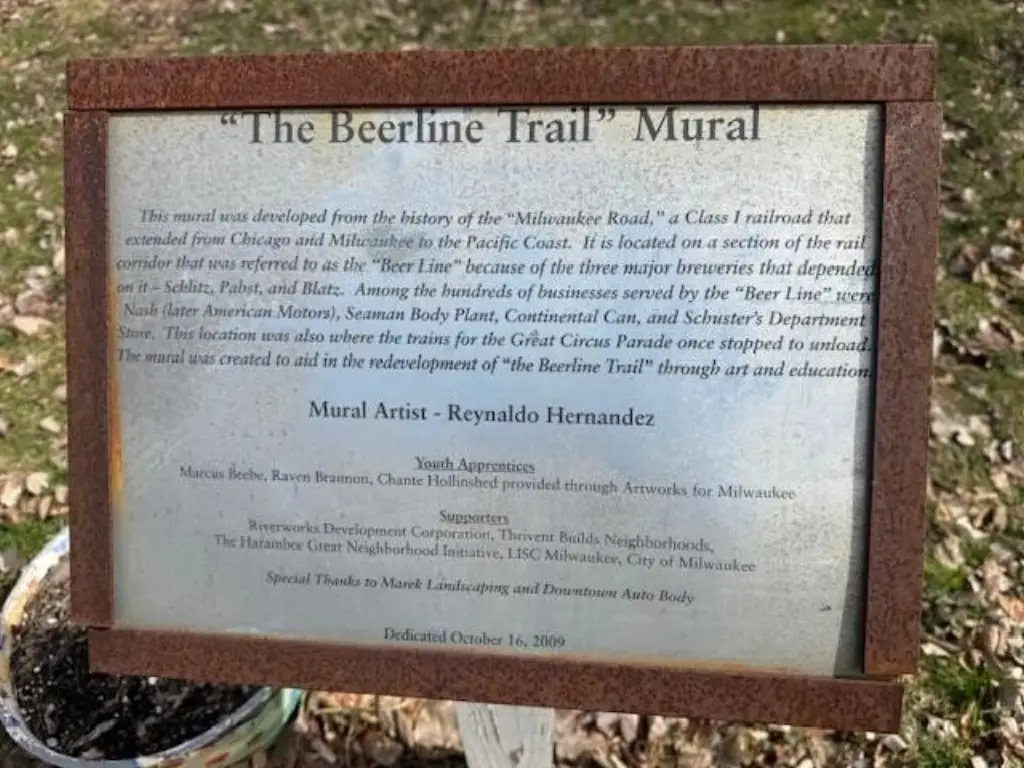 “The Beerline Trail” Mural
This mural was developed from the history of the “Milwaukee Road,” a Class I railroad that
extended from Chicago and Milwaukee to the Pacific Coast. It is located on a section of the rail
corridor that was referred to as the “Beer Line” because of the three major breweries that depended
on it – Schlitz, Pabst, and Blatz. Among the hundreds of businesses served by the “Beer Line” were
Nash (later American Motors), Seaman Body Plant, Continental Can, and Schuster’s Department
Store. This location was also where the trains for the Great Circus Parade once stopped to unload.
The mural was created to aid in the redevelopment of “the Beerline Trail” through art and education.
Mural Artist - Reynaldo Hernandez
Youth Apprentices
Marcus Beebe, Raven Brannon, Chante Hollinshed provided through Artworks for Milwaukee
Supporters
Riverworks Development Corporation, Thrivent Builds Neighborhoods,
The Harambee Great Neighborhood Initiative, LISC Milwaukee, City of Milwaukee
Special Thanks to Marek Landscaping and Downtown Auto Body
Dedicated October 16, 2009